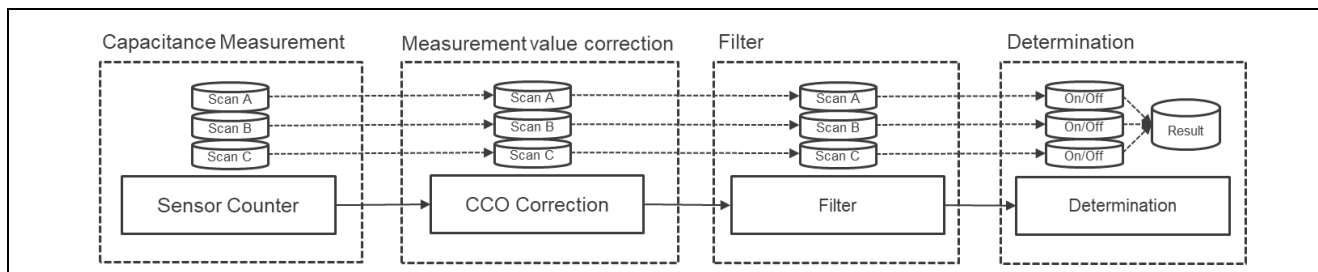 Capacitance Measurement
Measurement value correction
Filter
Determination
Scan A
Scan B
Scan C
Scan A
Scan B
Scan C
Scan A
Scan B
Scan C
On/Off
On/Off
On/Off
Result
Sensor Counter
CCO Correction
Filter
Determination